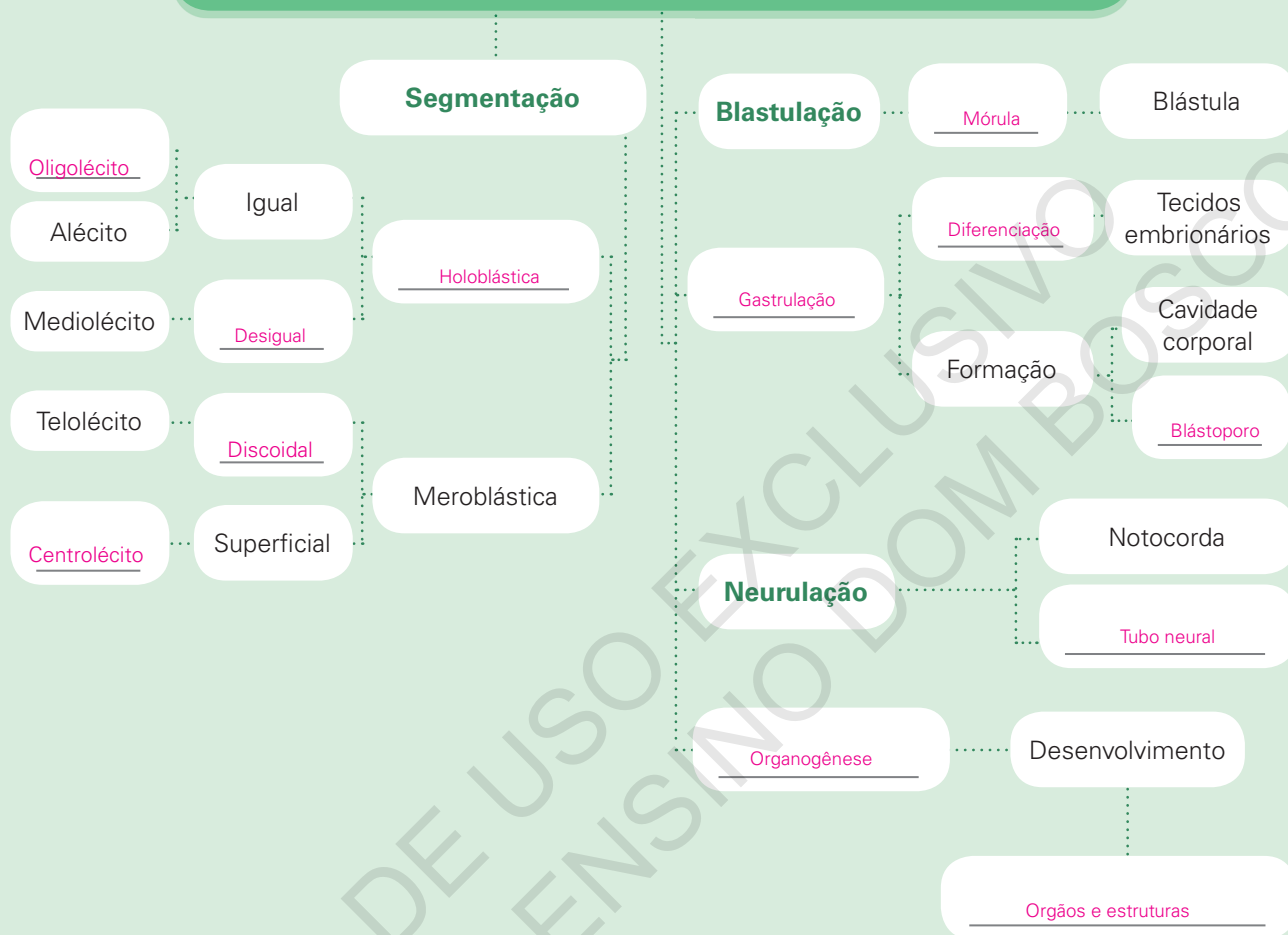 Segmentação
Oligolécito
Alécito
Igual
Holoblástica
Mediolécito
Desigual
Telolécito
Discoidal
Meroblástica
Centrolécito
Superficial
Blastulação
Mórula
Blástula
Gastrulação
Diferenciação
Tecidos
embrionários
Formação
Cavidade
corporal
Blástoporo
Neurulação
Notocorda
Tubo neural
Organogênese
Desenvolvimento
Orgãos e estruturas
DE USO EXCLUSIVO
ENSINO DOM BOSCO